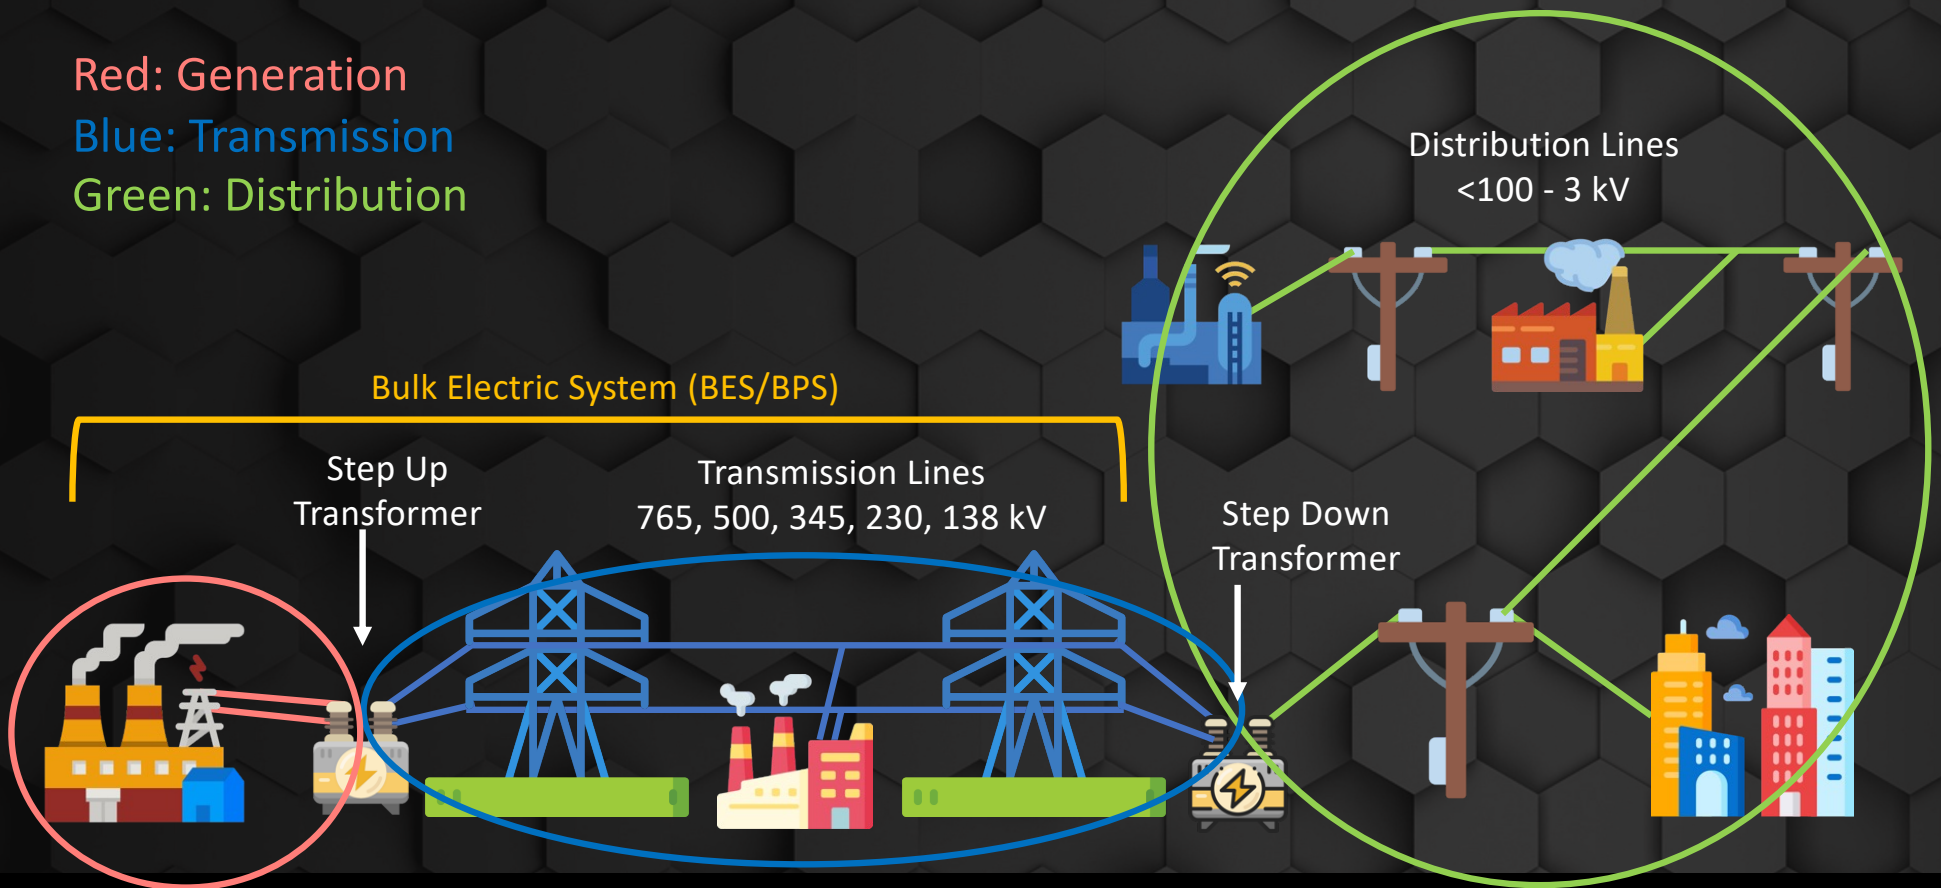 Red: Generation
Blue: Transmission
Green: Distribution
Distribution Lines
<100 - 3 kV
Bulk Electric System (BES/BPS)
Step Up
Transformer
Transmission Lines
765, 500, 345, 230, 138 kV
Step Down
Transformer